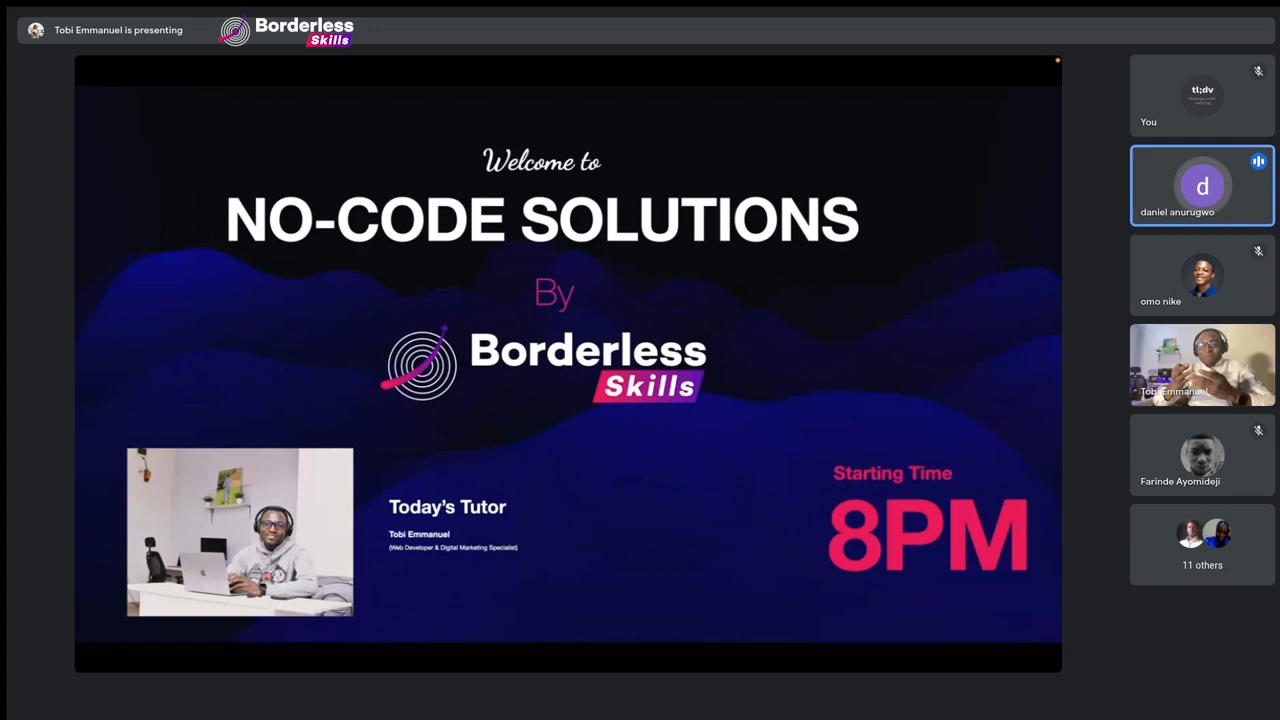 Tobi Emmanuel is presenting
Borderless
Skills
Welcome to
NO-CODE SOLUTIONS
By
Borderless
Skills
Today's Tutor
Tobi Emmanuel
(Web Developer & Digital Marketing Specialist)
Starting Time
8PM
tl;dv
You
d
daniel anurugwo
omo nike
Tobi Emmanuel
Farinde Ayomideji
11 others